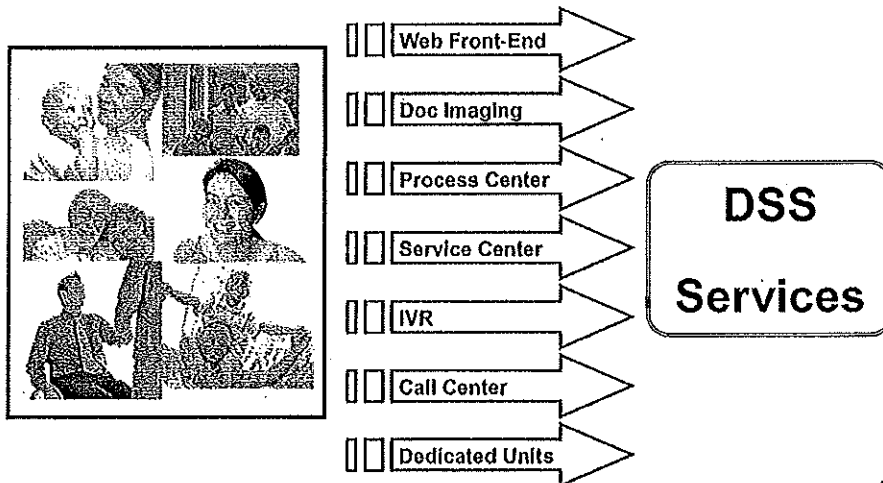 Web Front-End
Doc Imaging
Process Center
Service Center
IVR
Call Center
Dedicated Units
DSS
Services